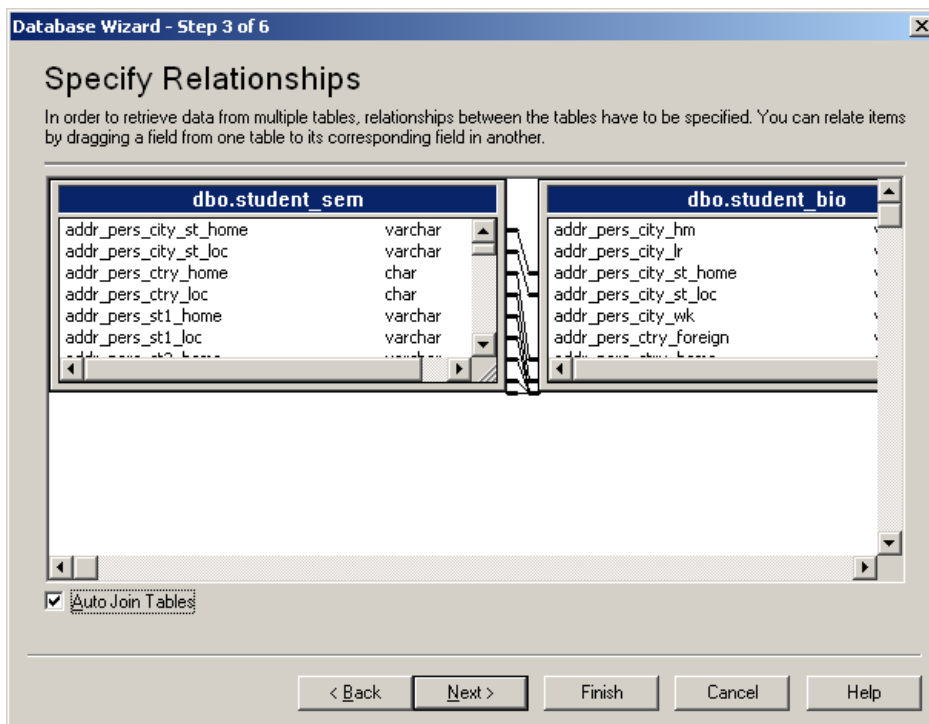 Database Wizard - Step 3 of 6
Specify Relationships
In order to retrieve data from multiple tables, relationships between the tables have to be specified. You can relate items
by dragging a field from one table to its corresponding field in another.
dbo.student_sem
addr_pers_city_st_home varchar
addr_pers_city_st_loc varchar
addr_pers_ctry_home char
addr_pers_ctry_loc char
addr_pers_st1_home varchar
addr_pers_st1_loc varchar
dbo.student_bio
addr_pers_city_hm
addr_pers_city_lr
addr_pers_city_st_home
addr_pers_city_st_loc
addr_pers_city_wk
addr_pers_ctry_foreign
Auto Join Tables
< Back Next > Finish Cancel Help